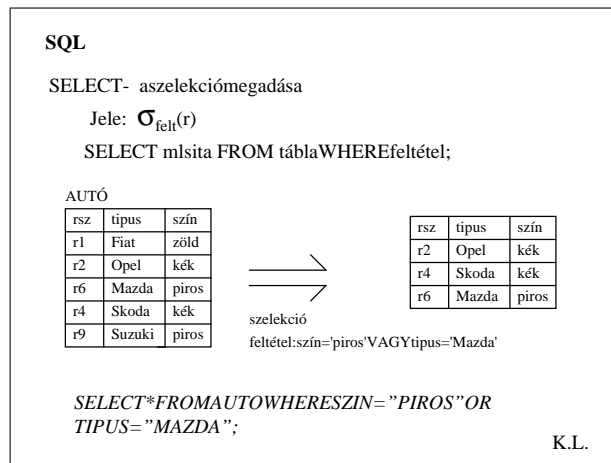 SQL
SELECT- aszelekciómegadása
Jele: σfelt(r)
SELECT mlsita FROM táblaWHEREfeltétel;
AUTÓ
rsz tipus szín
r1 Fiat zöld
r2 Opel kék
r6 Mazda piros
r4 Skoda kék
r9 Suzuki piros
rsz tipus szín
r2 Opel kék
r4 Skoda kék
r6 Mazda piros
szelekció
feltétel:szín='piros'VAGYtipus='Mazda'
SELECT*FROMAUTOWHERESZIN=”PIROS”OR
TIPUS=”MAZDA”;
K.L.